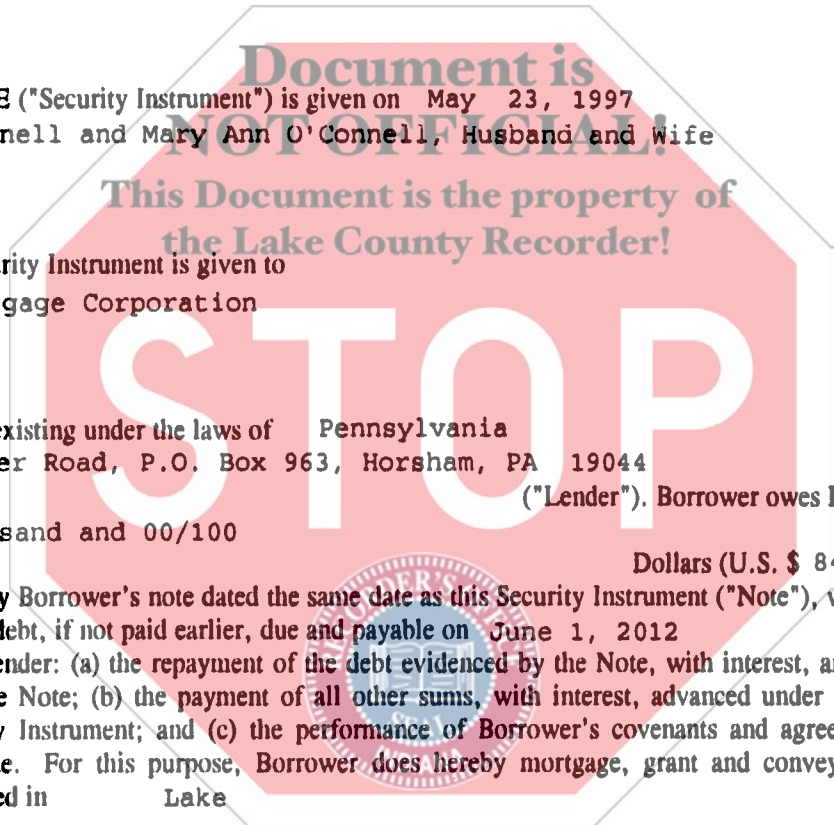 Document is
E ("Security Instrument") is given on May 23, 1997
NOT OFFICIAL!
nell and Mary Ann O'Connell, Husband and Wife
This Document is the property of
the Lake County Recorder!
rity Instrument is given to
gage Corporation
STOP
existing under the laws of Pennsylvania
er Road, P.O. Box 963, Horsham, PA 19044
("Lender"). Borrower owes
sand and 00/100
Dollars (U.S. $ 84
y Borrower's note dated the same date as this Security Instrument ("Note"),
debt, if not paid earlier, due and payable on June 1, 2012
ender: (a) the repayment of the debt evidenced by the Note, with interest, a
e Note; (b) the payment of all other sums, with interest, advanced under
y Instrument; and (c) the performance of Borrower's covenants and agree
e. For this purpose, Borrower does hereby mortgage, grant and convey
ed in Lake
SEAL
INDIANA